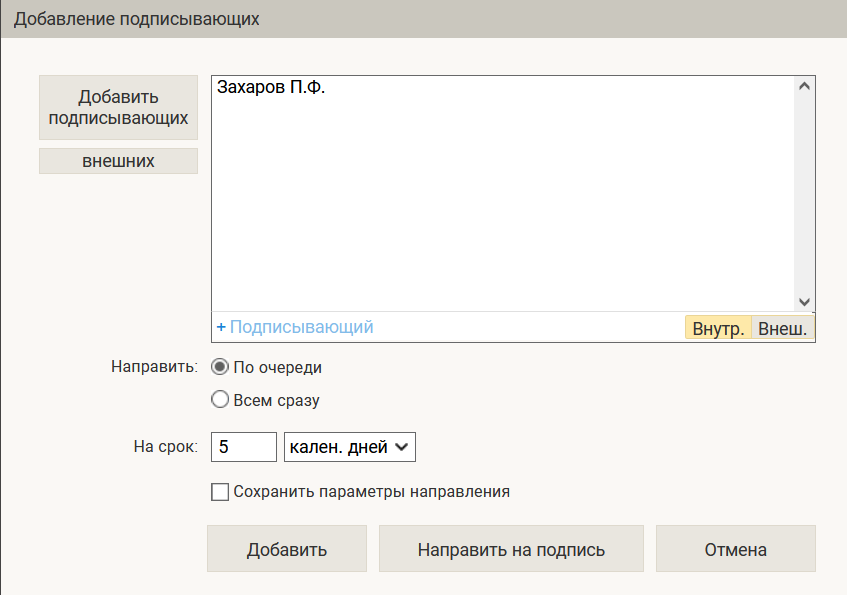 Добавление подписывающих
Добавить
подписывающих
внешних
Захаров П.Ф.
+ Подписывающий
Внутр. Внеш.
Направить: По очереди
Всем сразу
На срок: 5 кален. дней
Сохранить параметры направления
Добавить Направить на подпись Отмена